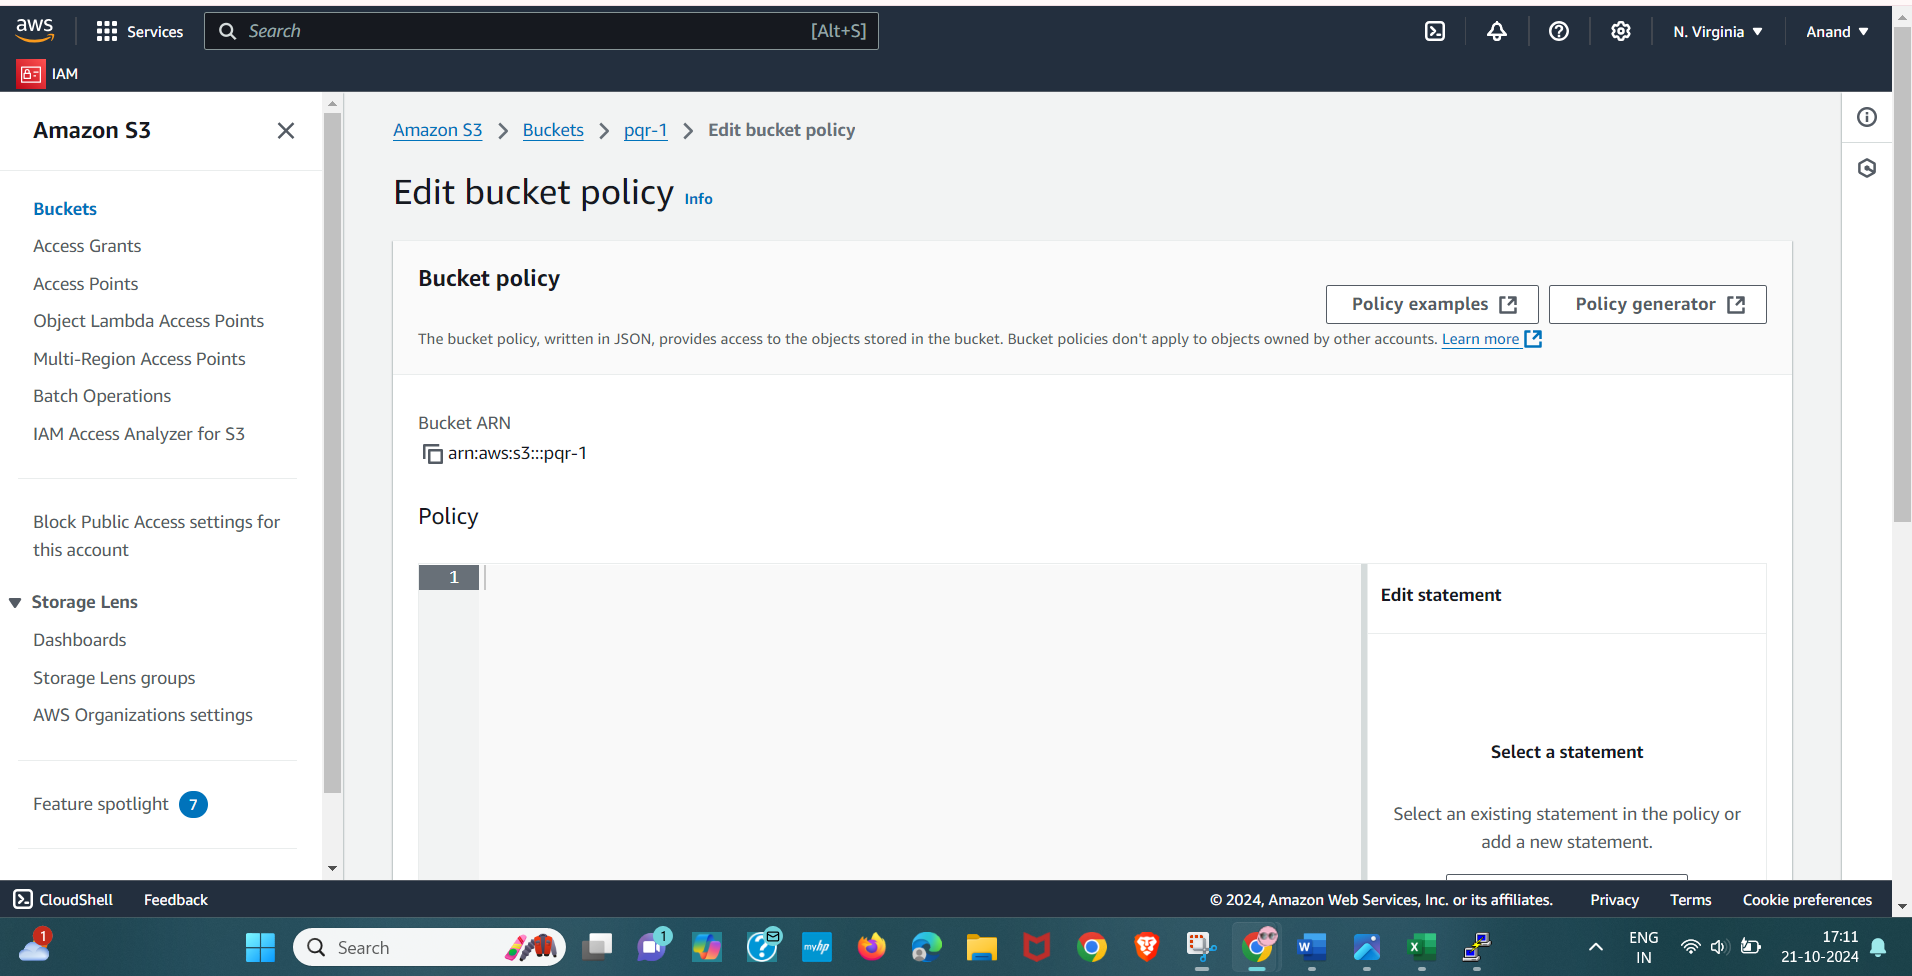 aws
Services
Search [Alt+S]
N. Virginia
Anand
IAM
Amazon S3
Buckets
Access Grants
Access Points
Object Lambda Access Points
Multi-Region Access Points
Batch Operations
IAM Access Analyzer for S3
Block Public Access settings for
this account
Storage Lens
Dashboards
Storage Lens groups
AWS Organizations settings
Feature spotlight 7
Amazon S3 > Buckets > pqr-1 > Edit bucket policy
Edit bucket policy Info
Bucket policy
Policy examples
Policy generator
The bucket policy, written in JSON, provides access to the objects stored in the bucket. Bucket policies don't apply to objects owned by other accounts. Learn more
Bucket ARN
arn:aws:s3:::pqr-1
Policy
1
Edit statement
Select a statement
Select an existing statement in the policy or
add a new statement.
CloudShell Feedback
© 2024, Amazon Web Services, Inc. or its affiliates. Privacy Terms Cookie preferences
1
Search
1
myhp
W
X
ENG
IN
17:11
21-10-2024